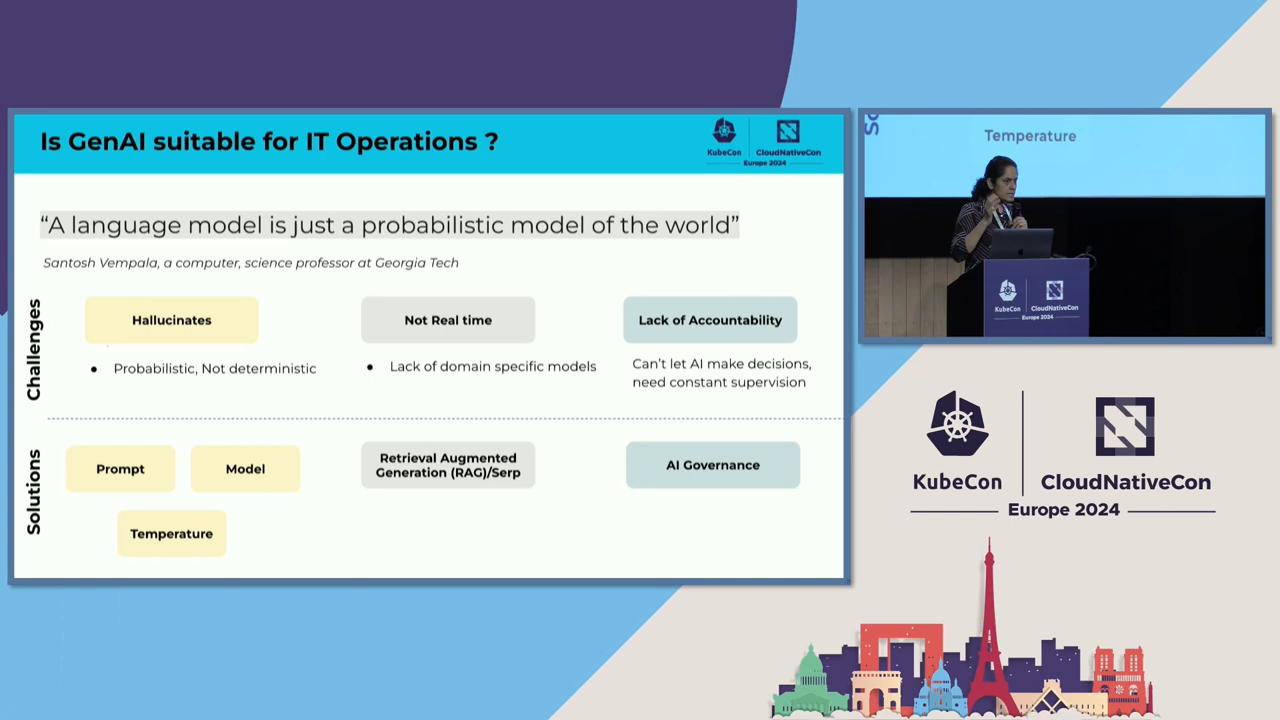 Is GenAI suitable for IT Operations ?
KubeCon
CloudNativeCon
Europe 2024
“A language model is just a probabilistic model of the world”
Santosh Vempala, a computer, science professor at Georgia Tech
Challenges
Hallucinates
Not Real time
Lack of Accountability
● Probabilistic, Not deterministic
● Lack of domain specific models
Can’t let AI make decisions,
need constant supervision
Solutions
Prompt
Model
Retrieval Augmented
Generation (RAG)/Serp
AI Governance
Temperature
So
Temperature
KubeCon
CloudNativeCon
Europe 2024
KubeCon
CloudNativeCon
Europe 2024